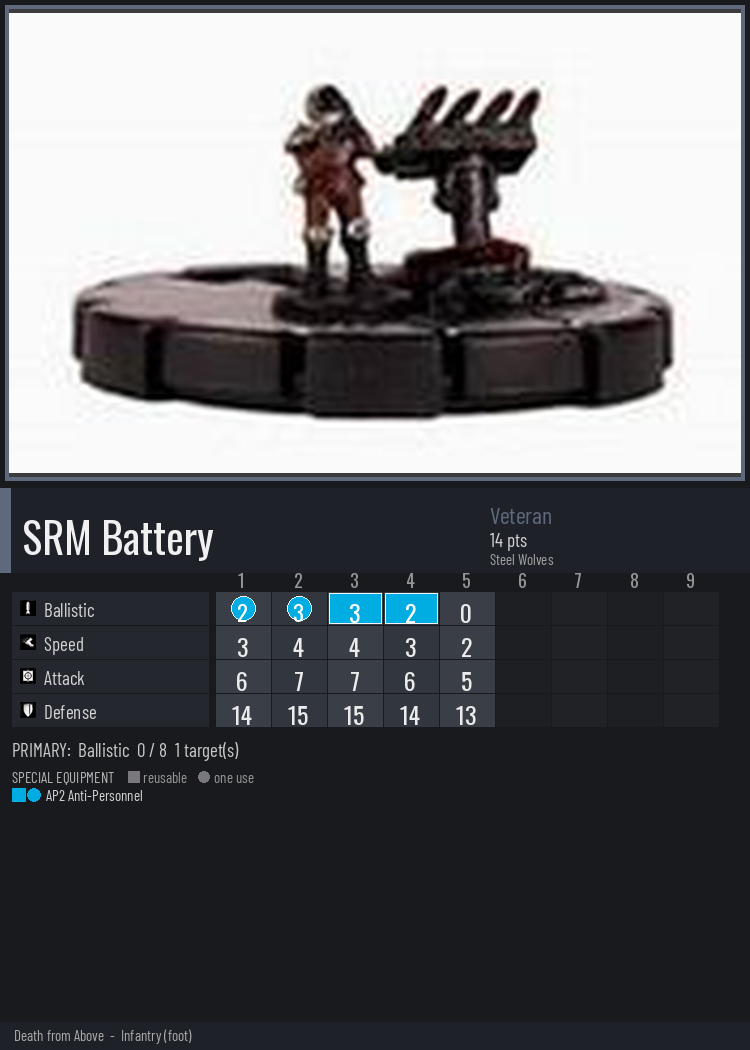 SRM Battery
Veteran
14 pts
Steel Wolves
1 2 3 4 5 6 7 8 9
Ballistic 2 3 3 2 0
Speed 3 4 4 3 2
Attack 6 7 7 6 5
Defense 14 15 15 14 13
PRIMARY: Ballistic 0 / 8 1 target(s)
SPECIAL EQUIPMENT reusable one use
AP2 Anti-Personnel
Death from Above - Infantry (foot)